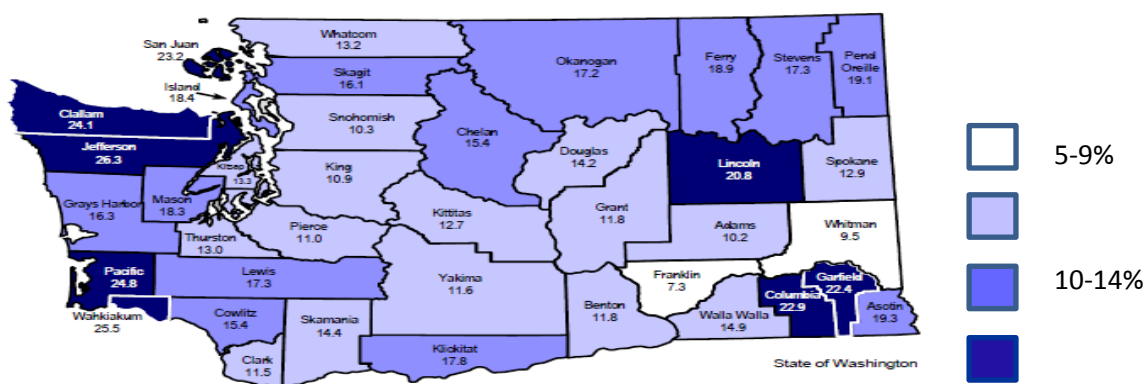 San Juan
23.2
Island
18.4
Whatcom
13.2
Skagit
16.1
Snohomish
10.3
Okanogan
17.2
Ferry
18.9
Stevens
17.3
Pend
Oreille
19.1
Clallam
24.1
Jefferson
26.3
Kitsap
13.3
King
10.9
Chelan
15.4
Douglas
14.2
Lincoln
20.8
Spokane
12.9
Grays Harbor
16.3
Mason
18.3
Thurston
13.0
Pierce
11.0
Kittitas
12.7
Grant
11.8
Adams
10.2
Whitman
9.5
Pacific
24.8
Lewis
17.3
Yakima
11.6
Franklin
7.3
Benton
11.8
Columbia
22.9
Garfield
22.4
Asotin
19.3
Walla Walla
14.9
Wahkiakum
25.5
Cowlitz
15.4
Skamania
14.4
Clark
11.5
Klickitat
17.8
State of Washington
5-9%
10-14%